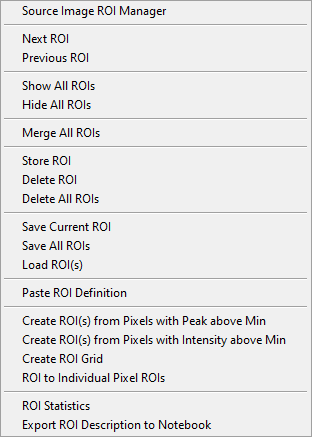 Source Image ROI Manager
Next ROI
Previous ROI
Show All ROIs
Hide All ROIs
Merge All ROIs
Store ROI
Delete ROI
Delete All ROIs
Save Current ROI
Save All ROIs
Load ROI(s)
Paste ROI Definition
Create ROI(s) from Pixels with Peak above Min
Create ROI(s) from Pixels with Intensity above Min
Create ROI Grid
ROI to Individual Pixel ROIs
ROI Statistics
Export ROI Description to Notebook